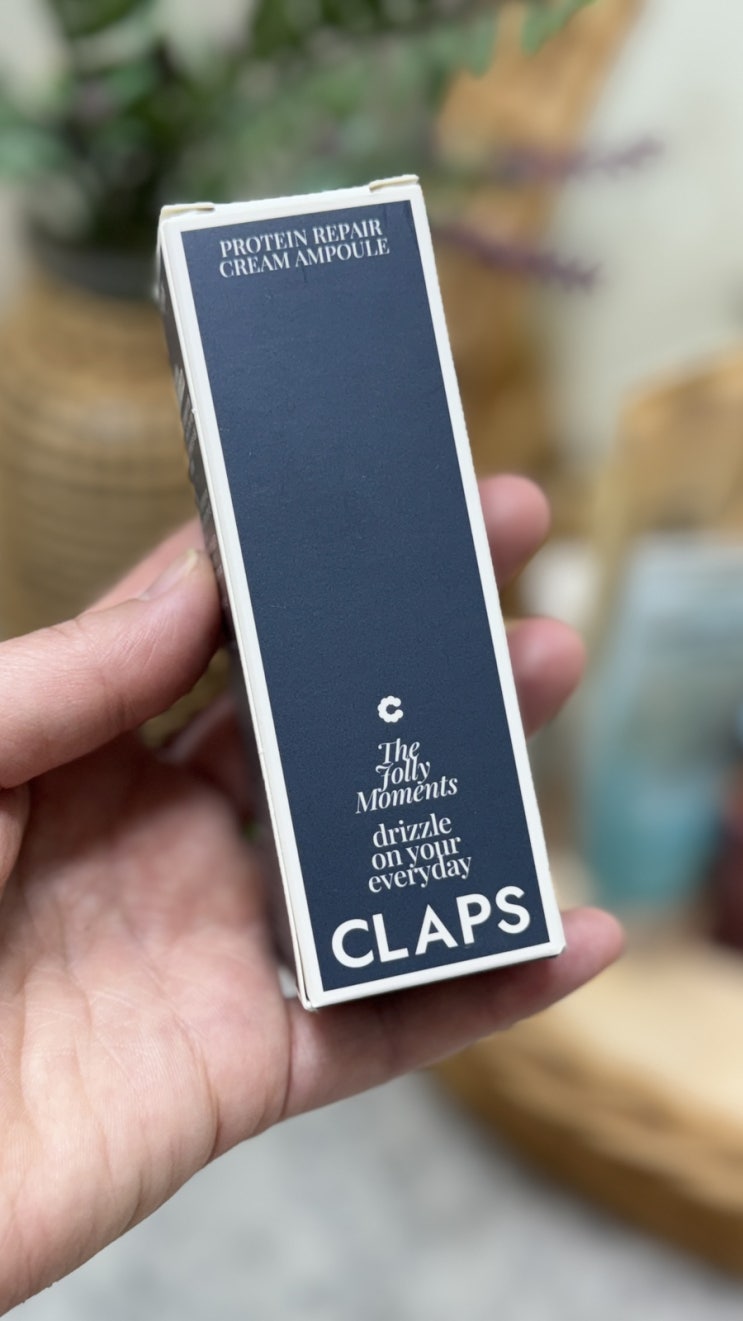 PROTEIN REPAIR
CREAM AMPOULE
C
The
Jolly
Moments
drizzle
on your
everyday
CLAPS